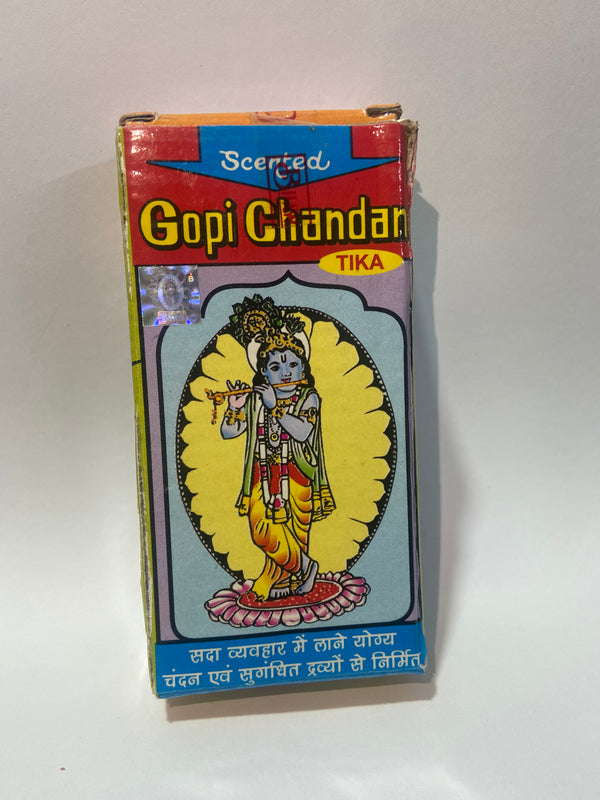 Scented
Gopi Chandan
TIKA
सदा व्यवहार में लाने योग्य
चंदन एवं सुगंधित द्रव्यों से निर्मित